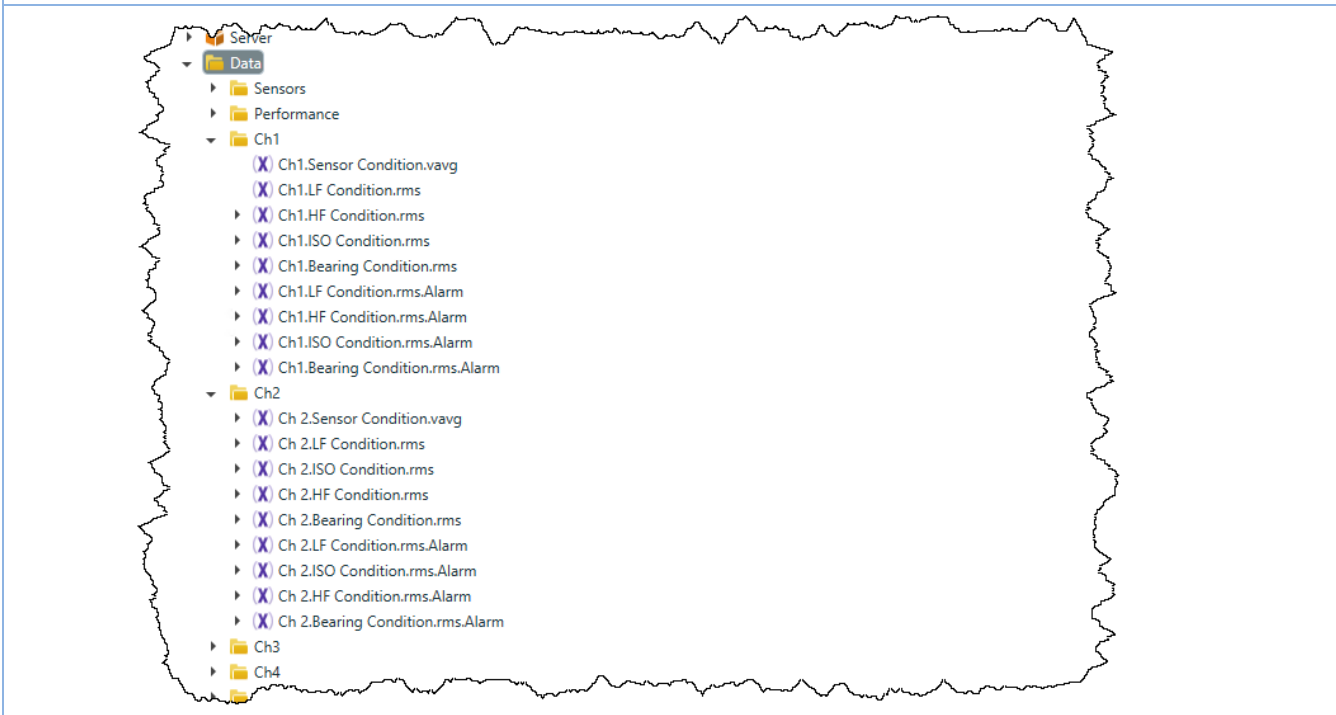 Server
Data
Sensors
Performance
Ch1
(X) Ch1.Sensor Condition.vavg
(X) Ch1.LF Condition.rms
(X) Ch1.HF Condition.rms
(X) Ch1.ISO Condition.rms
(X) Ch1.Bearing Condition.rms
(X) Ch1.LF Condition.rms.Alarm
(X) Ch1.HF Condition.rms.Alarm
(X) Ch1.ISO Condition.rms.Alarm
(X) Ch1.Bearing Condition.rms.Alarm
Ch2
(X) Ch 2.Sensor Condition.vavg
(X) Ch 2.LF Condition.rms
(X) Ch 2.ISO Condition.rms
(X) Ch 2.HF Condition.rms
(X) Ch 2.Bearing Condition.rms
(X) Ch 2.LF Condition.rms.Alarm
(X) Ch 2.ISO Condition.rms.Alarm
(X) Ch 2.HF Condition.rms.Alarm
(X) Ch 2.Bearing Condition.rms.Alarm
Ch3
Ch4